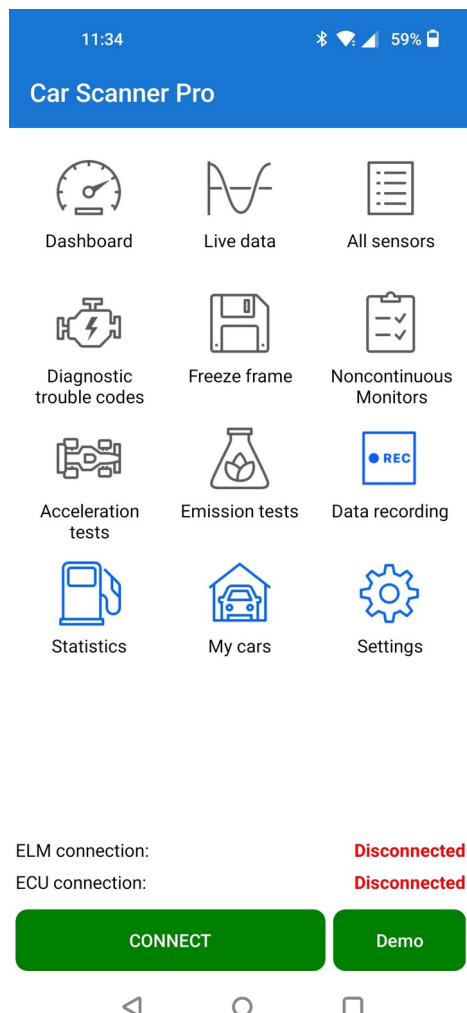 11:34 59%
Car Scanner Pro
Dashboard Live data All sensors
Diagnostic trouble codes Freeze frame Noncontinuous Monitors
D REC
Acceleration tests Emission tests Data recording
Statistics My cars Settings
ELM connection: Disconnected
ECU connection: Disconnected
CONNECT Demo